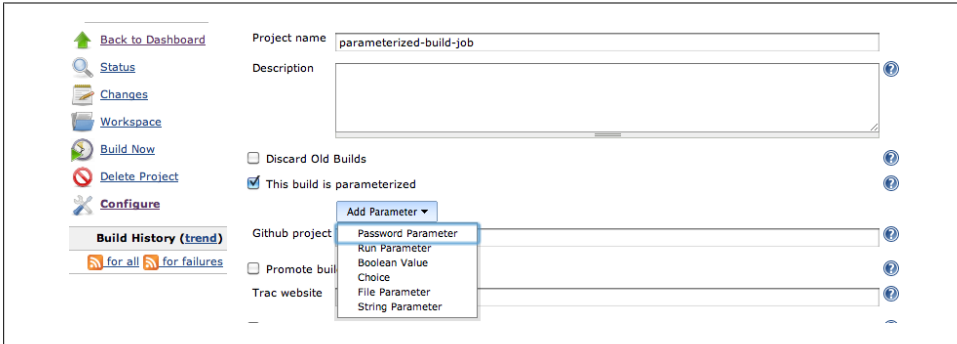 Back to Dashboard
Status
Changes
Workspace
Build Now
Delete Project
Configure
Build History (trend)
for all for failures
Project name parameterized-build-job
Description
Discard Old Builds
This build is parameterized
Add Parameter
Github project
Password Parameter
Run Parameter
Boolean Value
Choice
File Parameter
String Parameter
Promote buil
Trac website